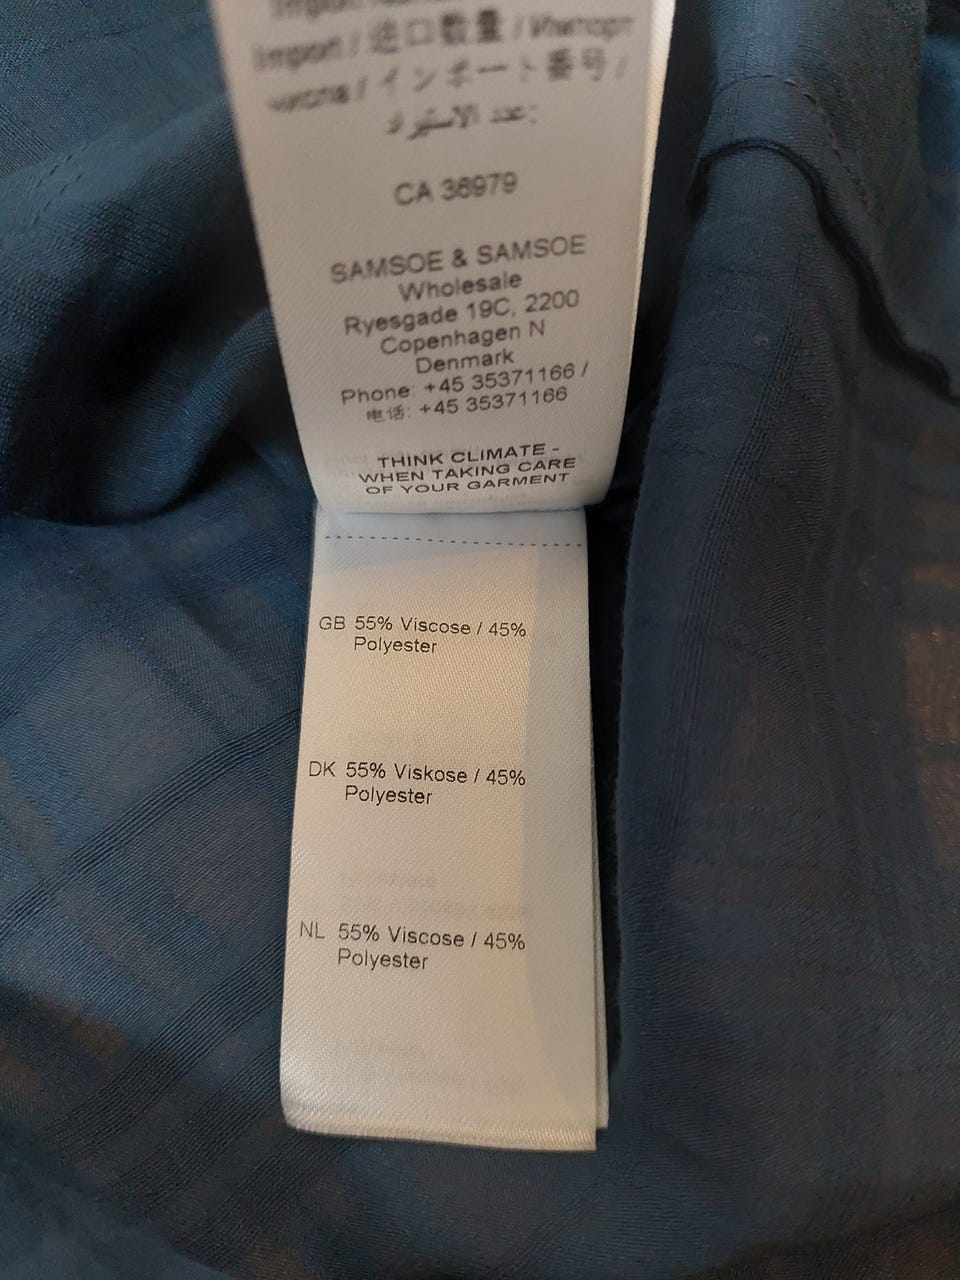 Import / 进口数量 / Импорт
числа / インポート番号 /
عدد الاستيراد:
CA 36979
SAMSOE & SAMSOE
Wholesale
Ryesgade 19C, 2200
Copenhagen N
Denmark
Phone: +45 35371166 /
电话: +45 35371166
THINK CLIMATE -
WHEN TAKING CARE
OF YOUR GARMENT
GB 55% Viscose / 45%
Polyester
DK 55% Viskose / 45%
Polyester
NL 55% Viscose / 45%
Polyester